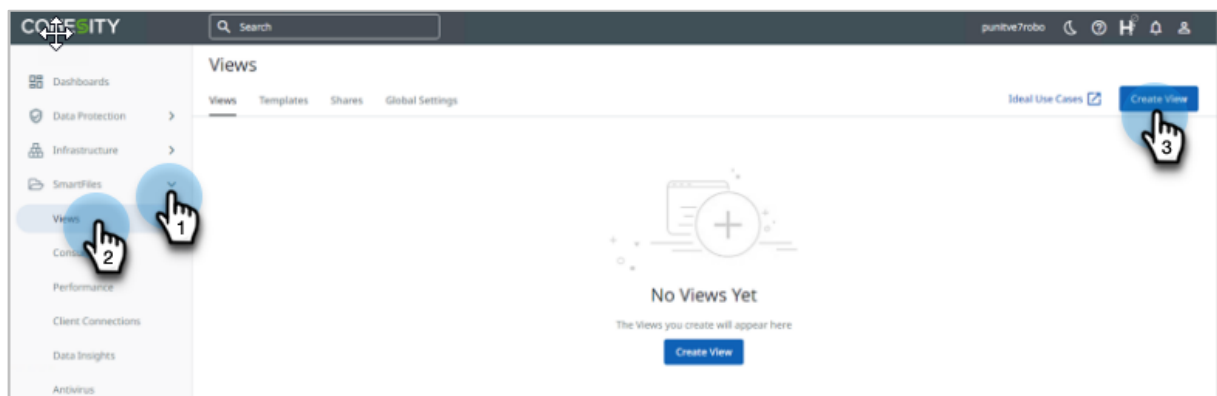 COHESITY
Search
punitve7robo
Views
Views Templates Shares Global Settings
Ideal Use Cases
Create View
Dashboards
Data Protection
Infrastructure
SmartFiles
Views
Performance
Client Connections
Data Insights
Antivirus
1
2
3
No Views Yet
The Views you create will appear here
Create View